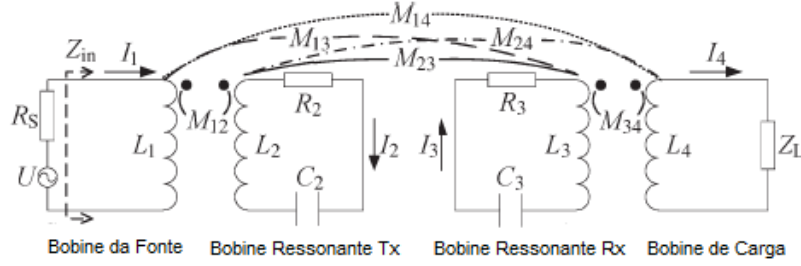 M14
M13
M24
M23
Zin
I1
I4
RS
U
L1
M12
L2
R2
C2
I2
I3
R3
C3
L3
M34
L4
ZL
Bobine da Fonte
Bobine Ressonante Tx
Bobine Ressonante Rx
Bobine de Carga